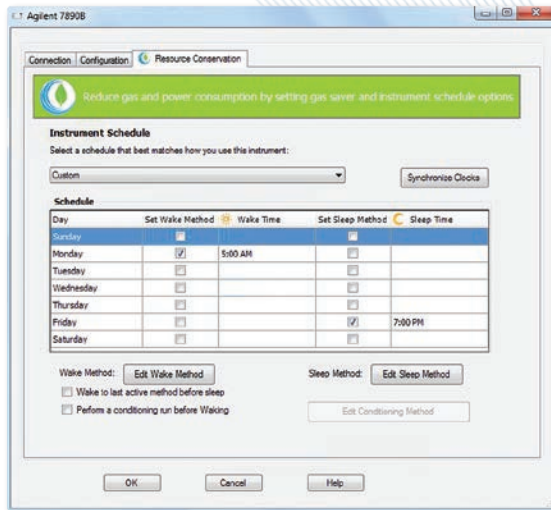 Agilent 7890B
Connection Configuration Resource Conservation
Reduce gas and power consumption by setting gas saver and instrument schedule options
Instrument Schedule
Select a schedule that best matches how you use this instrument:
Custom Synchronize Clocks
Schedule
Day Set Wake Method Wake Time Set Sleep Method Sleep Time
Sunday
Monday 5:00 AM
Tuesday
Wednesday
Thursday
Friday 7:00 PM
Saturday
Wake Method: Edit Wake Method Sleep Method: Edit Sleep Method
Wake to last active method before sleep
Perform a conditioning run before Waking Edit Conditioning Method
OK Cancel Help